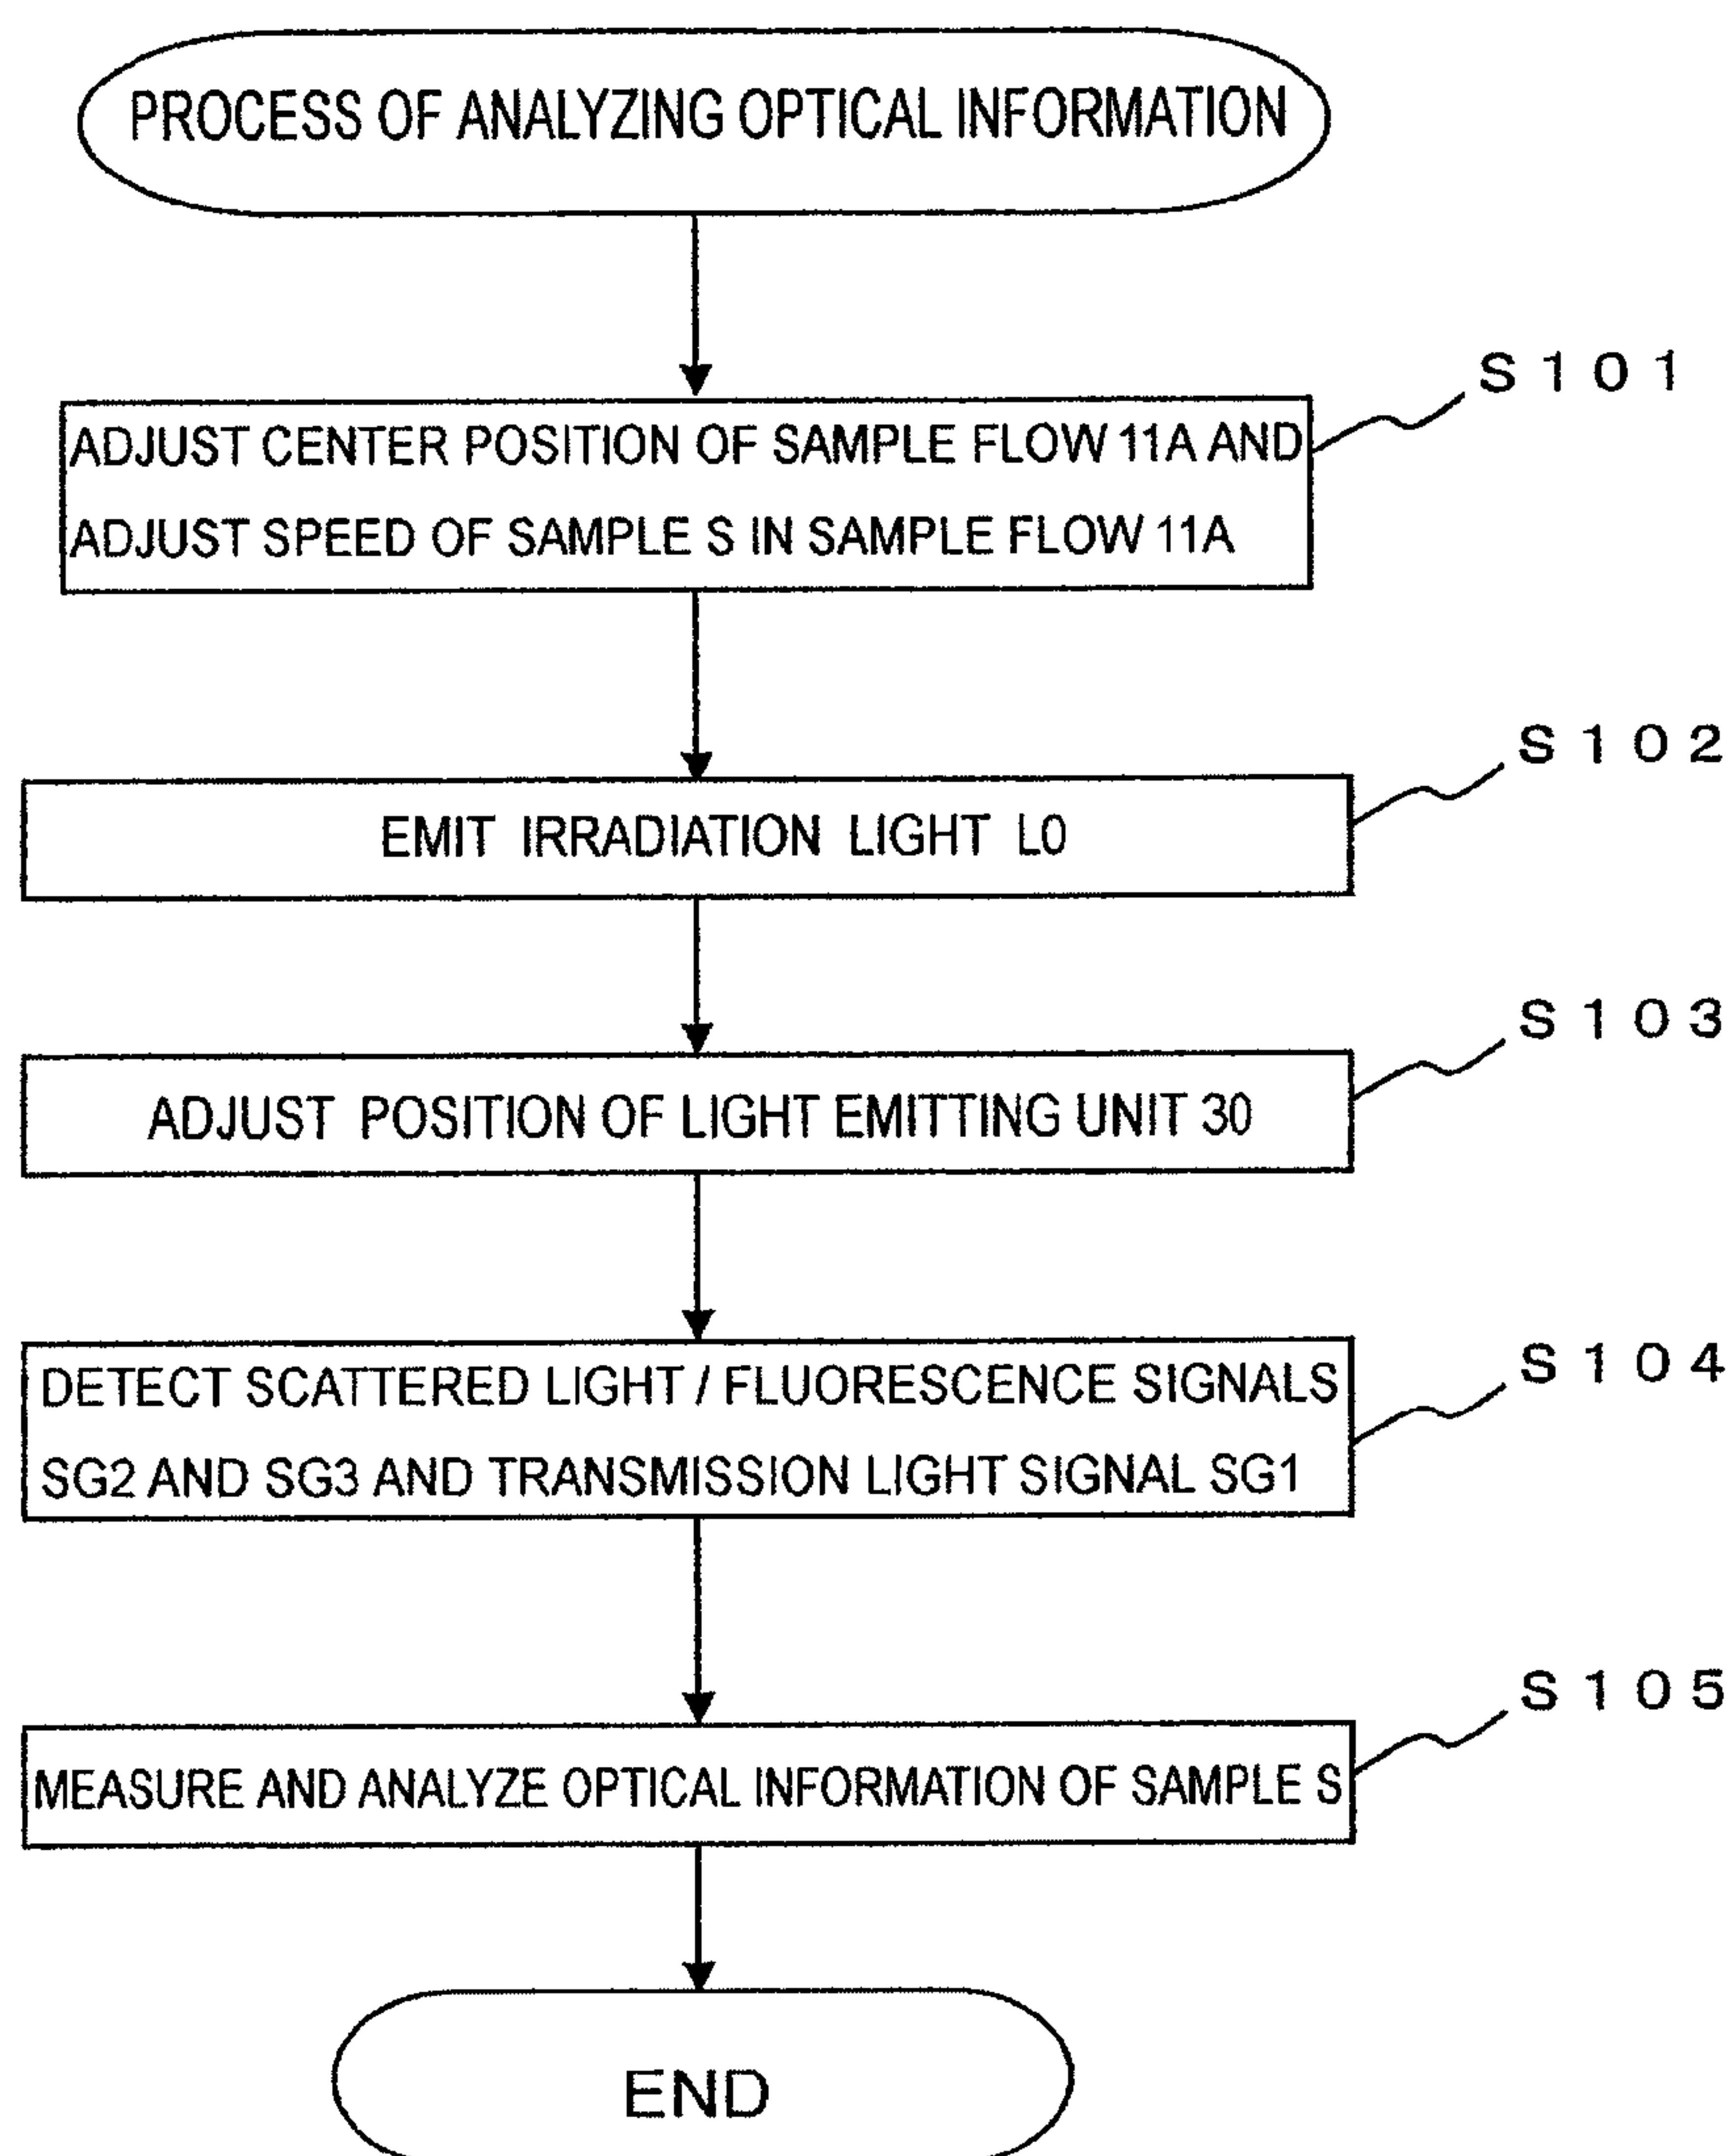 PROCESS OF ANALYZING OPTICAL INFORMATION
S101
ADJUST CENTER POSITION OF SAMPLE FLOW 11A AND
ADJUST SPEED OF SAMPLE S IN SAMPLE FLOW 11A
S102
EMIT IRRADIATION LIGHT L0
S103
ADJUST POSITION OF LIGHT EMITTING UNIT 30
S104
DETECT SCATTERED LIGHT / FLUORESCENCE SIGNALS
SG2 AND SG3 AND TRANSMISSION LIGHT SIGNAL SG1
S105
MEASURE AND ANALYZE OPTICAL INFORMATION OF SAMPLE S
END